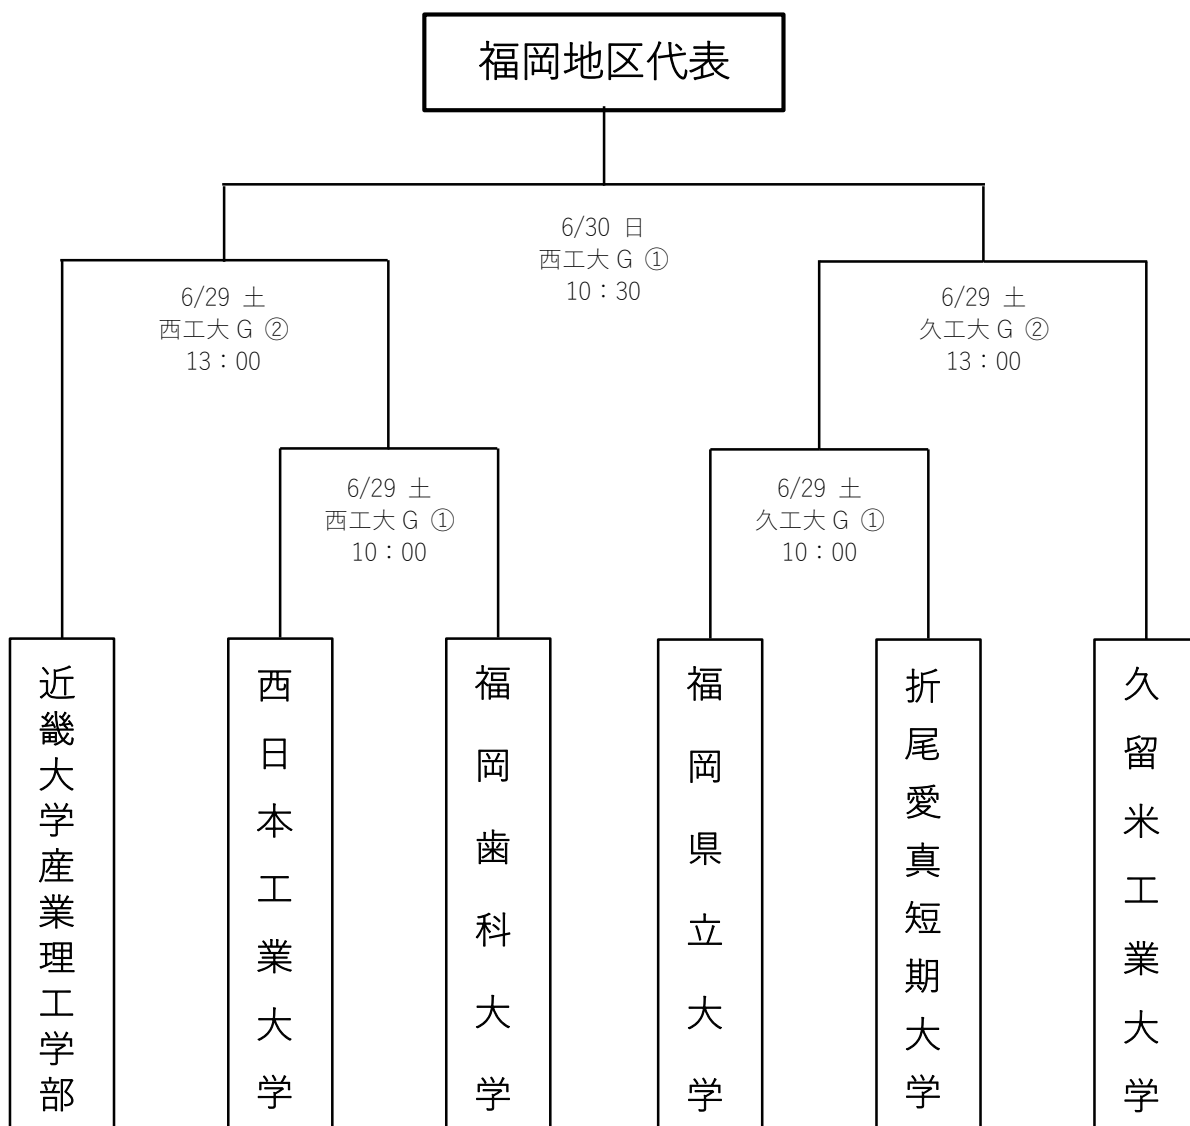 福岡地区代表
6/30 日
西工大 G ①
10：30
6/29 土
西工大 G ②
13：00
6/29 土
久工大 G ②
13：00
6/29 土
西工大 G ①
10：00
6/29 土
久工大 G ①
10：00
近畿大学産業理工学部
西日本工業大学
福岡歯科大学
福岡県立大学
折尾愛真短期大学
久留米工業大学